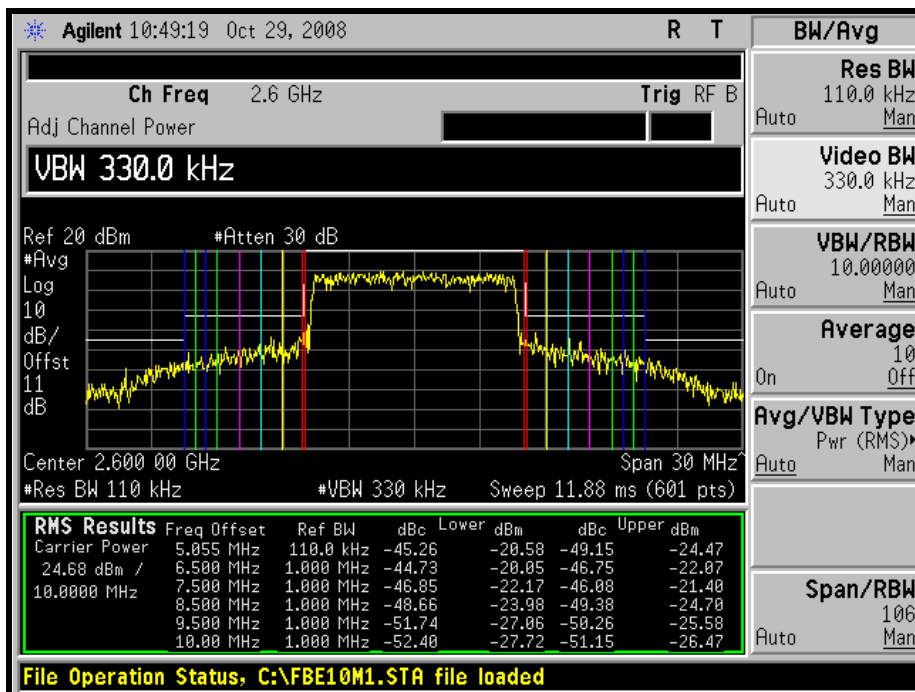 Agilent 10:49:19 Oct 29, 2008 R T
Ch Freq 2.6 GHz Trig RF B
Adj Channel Power
VBW 330.0 kHz
Ref 20 dBm #Atten 30 dB
#Avg
Log
10
dB/
Offst
11
dB
Center 2.600 00 GHz Span 30 MHz^
#Res BW 110 kHz #VBW 330 kHz Sweep 11.88 ms (601 pts)
RMS Results Freq Offset Ref BW dBc Lower dBm dBc Upper dBm
Carrier Power 5.055 MHz 110.0 kHz -45.26 -20.58 -49.15 -24.47
24.68 dBm / 6.500 MHz 1.000 MHz -44.73 -20.05 -46.75 -22.07
10.0000 MHz 7.500 MHz 1.000 MHz -46.85 -22.17 -46.08 -21.40
8.500 MHz 1.000 MHz -48.66 -23.98 -49.38 -24.70
9.500 MHz 1.000 MHz -51.74 -27.06 -50.26 -25.58
10.00 MHz 1.000 MHz -52.40 -27.72 -51.15 -26.47
File Operation Status, C:\FBE10M1.STA file loaded
BW/Avg
Res BW
110.0 kHz
Auto Man
Video BW
330.0 kHz
Auto Man
VBW/RBW
10.00000
Auto Man
Average
10
On Off
Avg/VBW Type
Pwr (RMS)
Auto Man
Span/RBW
106
Auto Man